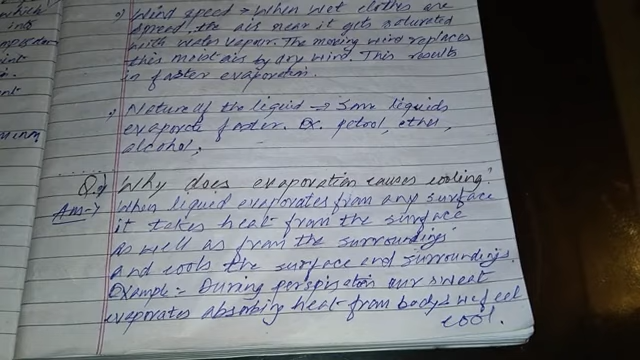 which
into
") Wind speed ⇒ When wet clothes are
spread, the air near it gets saturated
with water vapour. The moving wind replaces
this moist air by dry wind. This results
in faster evaporation.
") Nature of the liquid ⇒ Some liquids
evaporate faster. Ex. petrol, ether,
alcohol,
Q.) Why does evaporation causes cooling?
Ans→ When liquid evaporates from any surface
it takes heat from the surface
as well as from the surroundings
and cools the surface and surroundings.
Example = During perspiration our sweat
evaporates absorbing heat from body & we feel
cool.